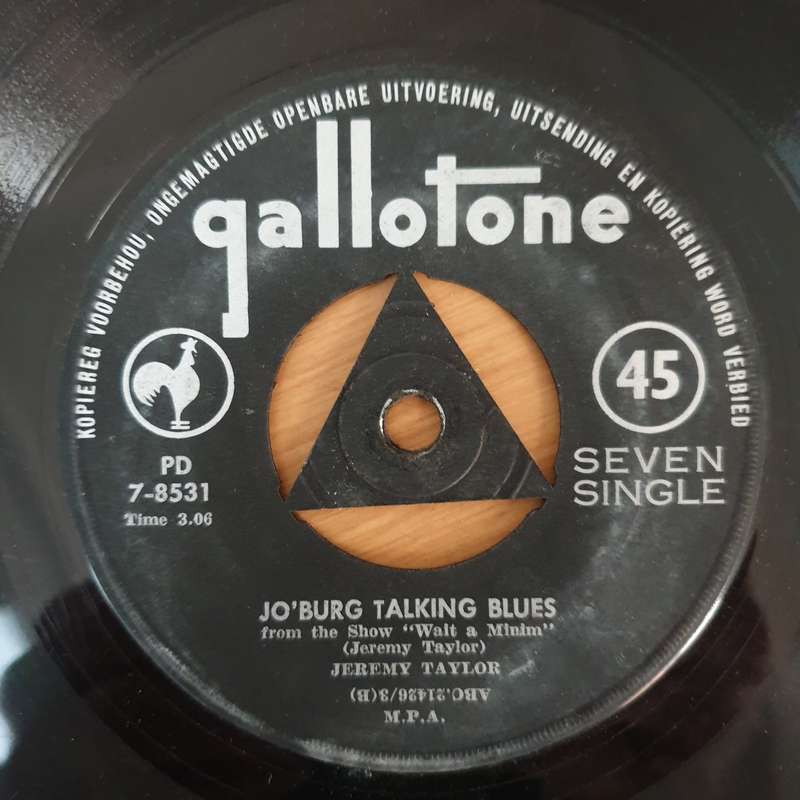 KOPIEREG VOORBEHOU, ONGEMAGTIGDE OPENBARE UITVOERING, UITSENDING EN KOPIERING WORD VERBIED
gallotone
45
PD
7-8531
Time 3.06
SEVEN
SINGLE
JO'BURG TALKING BLUES
from the Show "Wait a Minim"
(Jeremy Taylor)
JEREMY TAYLOR
ABC.21426/3(B)
M.P.A.